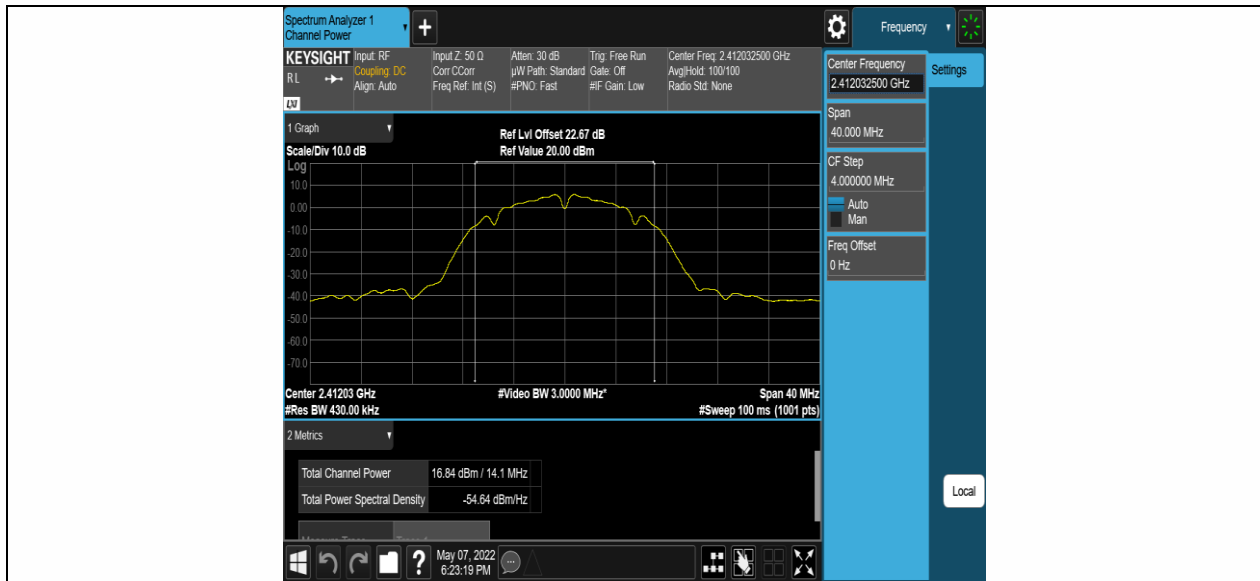 Spectrum Analyzer 1
Channel Power
+
Frequency
KEYSIGHT
RL
LXI
Input: RF
Coupling: DC
Align: Auto
Input Z: 50 Ω
Corr CCorr
Freq Ref: Int (S)
Atten: 30 dB
µW Path: Standard
#PNO: Fast
Trig: Free Run
Gate: Off
#IF Gain: Low
Center Freq: 2.412032500 GHz
Avg|Hold: 100/100
Radio Std: None
Center Frequency
2.412032500 GHz
Settings
Span
40.000 MHz
CF Step
4.000000 MHz
Auto
Man
Freq Offset
0 Hz
Local
1 Graph
Scale/Div 10.0 dB
Ref Lvl Offset 22.67 dB
Ref Value 20.00 dBm
Log
10.0
0.00
-10.0
-20.0
-30.0
-40.0
-50.0
-60.0
-70.0
Center 2.41203 GHz
#Video BW 3.0000 MHz*
Span 40 MHz
#Res BW 430.00 kHz
#Sweep 100 ms (1001 pts)
2 Metrics
Total Channel Power 16.84 dBm / 14.1 MHz
Total Power Spectral Density -54.64 dBm/Hz
?
May 07, 2022
6:23:19 PM